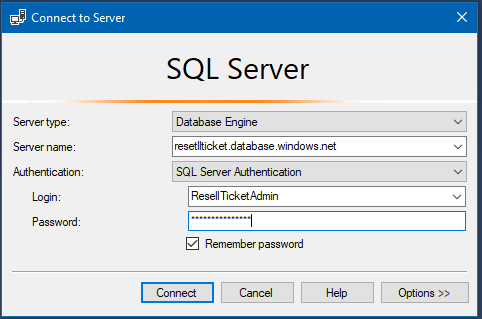 Connect to Server
SQL Server
Server type: Database Engine
Server name: resetllticket.database.windows.net
Authentication: SQL Server Authentication
Login: ResellTicketAdmin
Password: ***************
Remember password
Connect Cancel Help Options >>